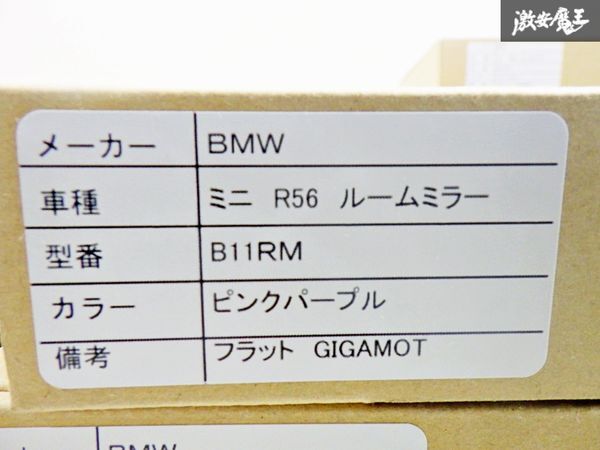 激安魔王
メーカー BMW
車種 ミニ R56 ルームミラー
型番 B11RM
カラー ピンクパープル
備考 フラット GIGAMOT
BMW